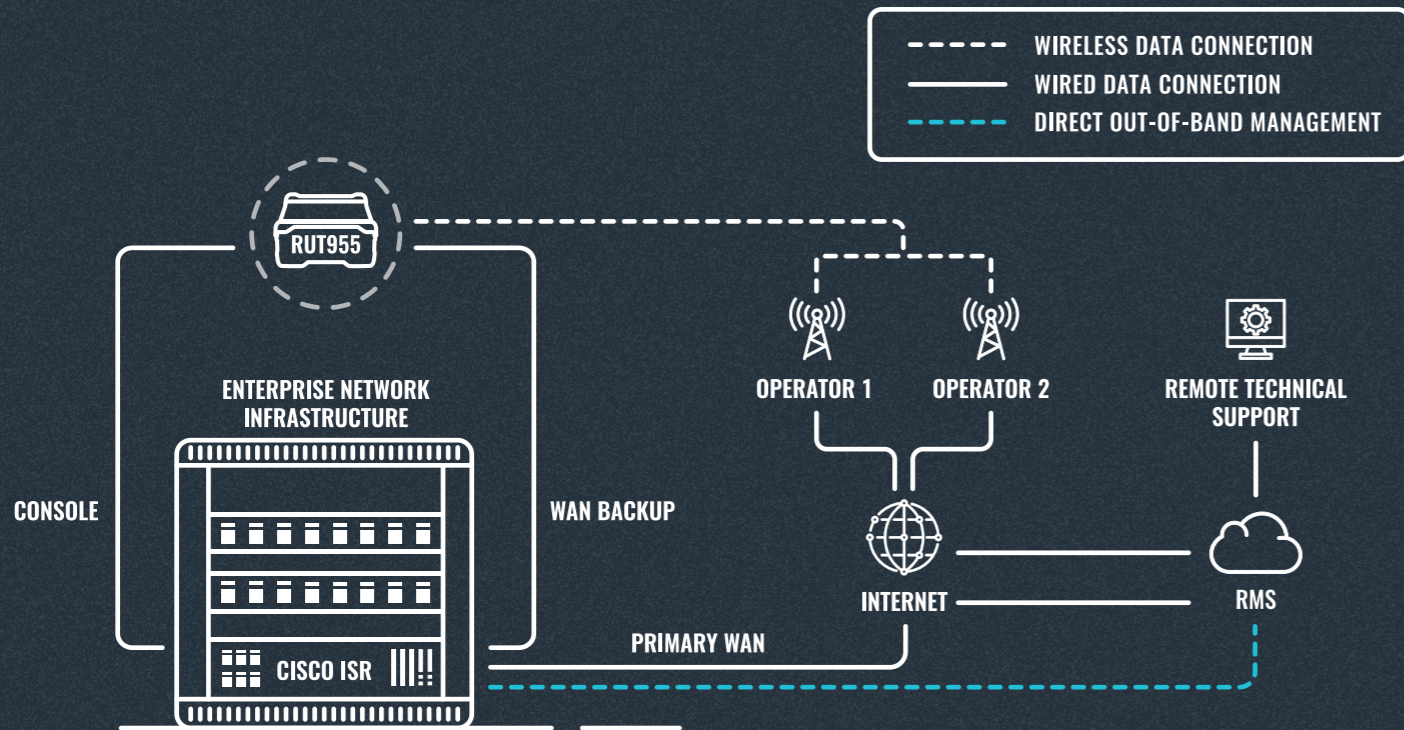 WIRELESS DATA CONNECTION
WIRED DATA CONNECTION
DIRECT OUT-OF-BAND MANAGEMENT
RUT955
ENTERPRISE NETWORK
INFRASTRUCTURE
OPERATOR 1
OPERATOR 2
REMOTE TECHNICAL
SUPPORT
CONSOLE
WAN BACKUP
INTERNET
RMS
PRIMARY WAN
CISCO ISR